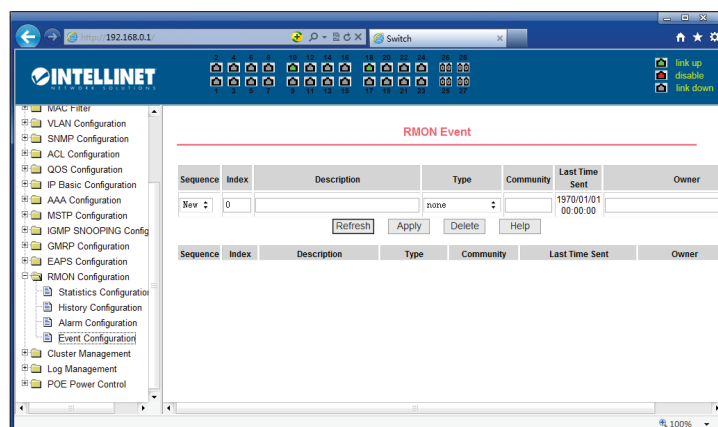 http://192.168.0.1/
Switch
INTELLINET
NETWORK SOLUTIONS
2 4 6 8 10 12 14 16 18 20 22 24 26 28
1 3 5 7 9 11 13 15 17 19 21 23 25 27
link up
disable
link down
MAC Filter
VLAN Configuration
SNMP Configuration
ACL Configuration
QOS Configuration
IP Basic Configuration
AAA Configuration
MSTP Configuration
IGMP SNOOPING Config
GMRP Configuration
EAPS Configuration
RMON Configuration
Statistics Configuration
History Configuration
Alarm Configuration
Event Configuration
Cluster Management
Log Management
POE Power Control
RMON Event
Sequence Index Description Type Community Last Time Sent Owner
New 0 none 1970/01/01 00:00:00
Refresh Apply Delete Help
Sequence Index Description Type Community Last Time Sent Owner
100%